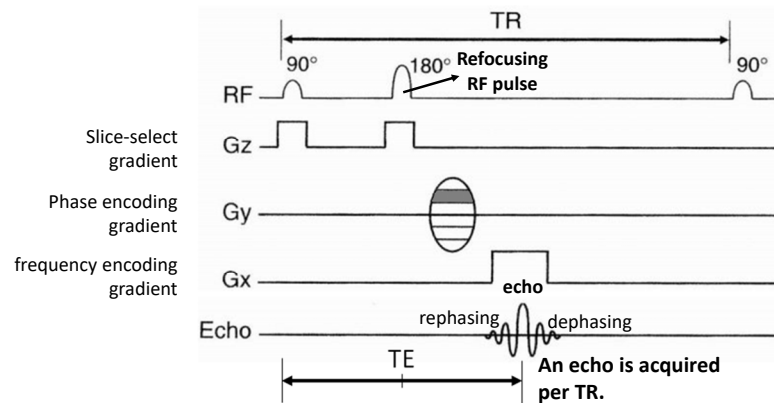 TR
90°
180°
Refocusing
RF pulse
90°
RF
Slice-select
gradient
Gz
Phase encoding
gradient
Gy
frequency encoding
gradient
Gx
echo
Echo
rephasing
dephasing
TE
An echo is acquired
per TR.